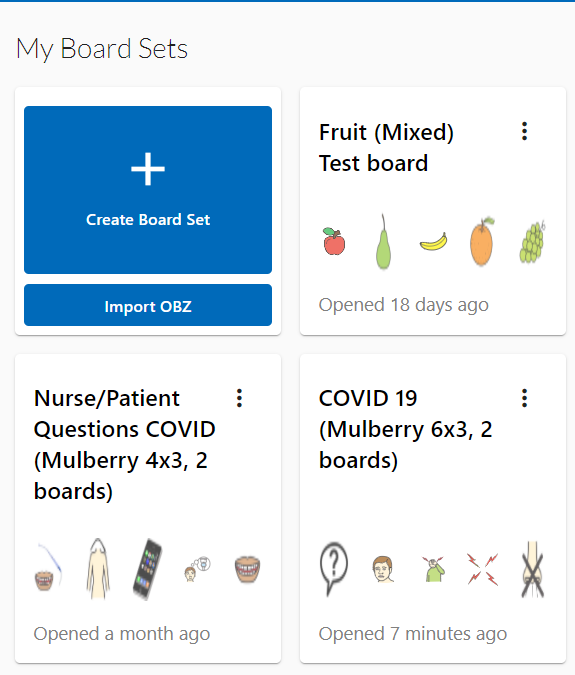 My Board Sets
Create Board Set
Import OBZ
Fruit (Mixed)
Test board
Opened 18 days ago
Nurse/Patient
Questions COVID
(Mulberry 4x3, 2
boards)
Opened a month ago
COVID 19
(Mulberry 6x3, 2
boards)
?
Opened 7 minutes ago